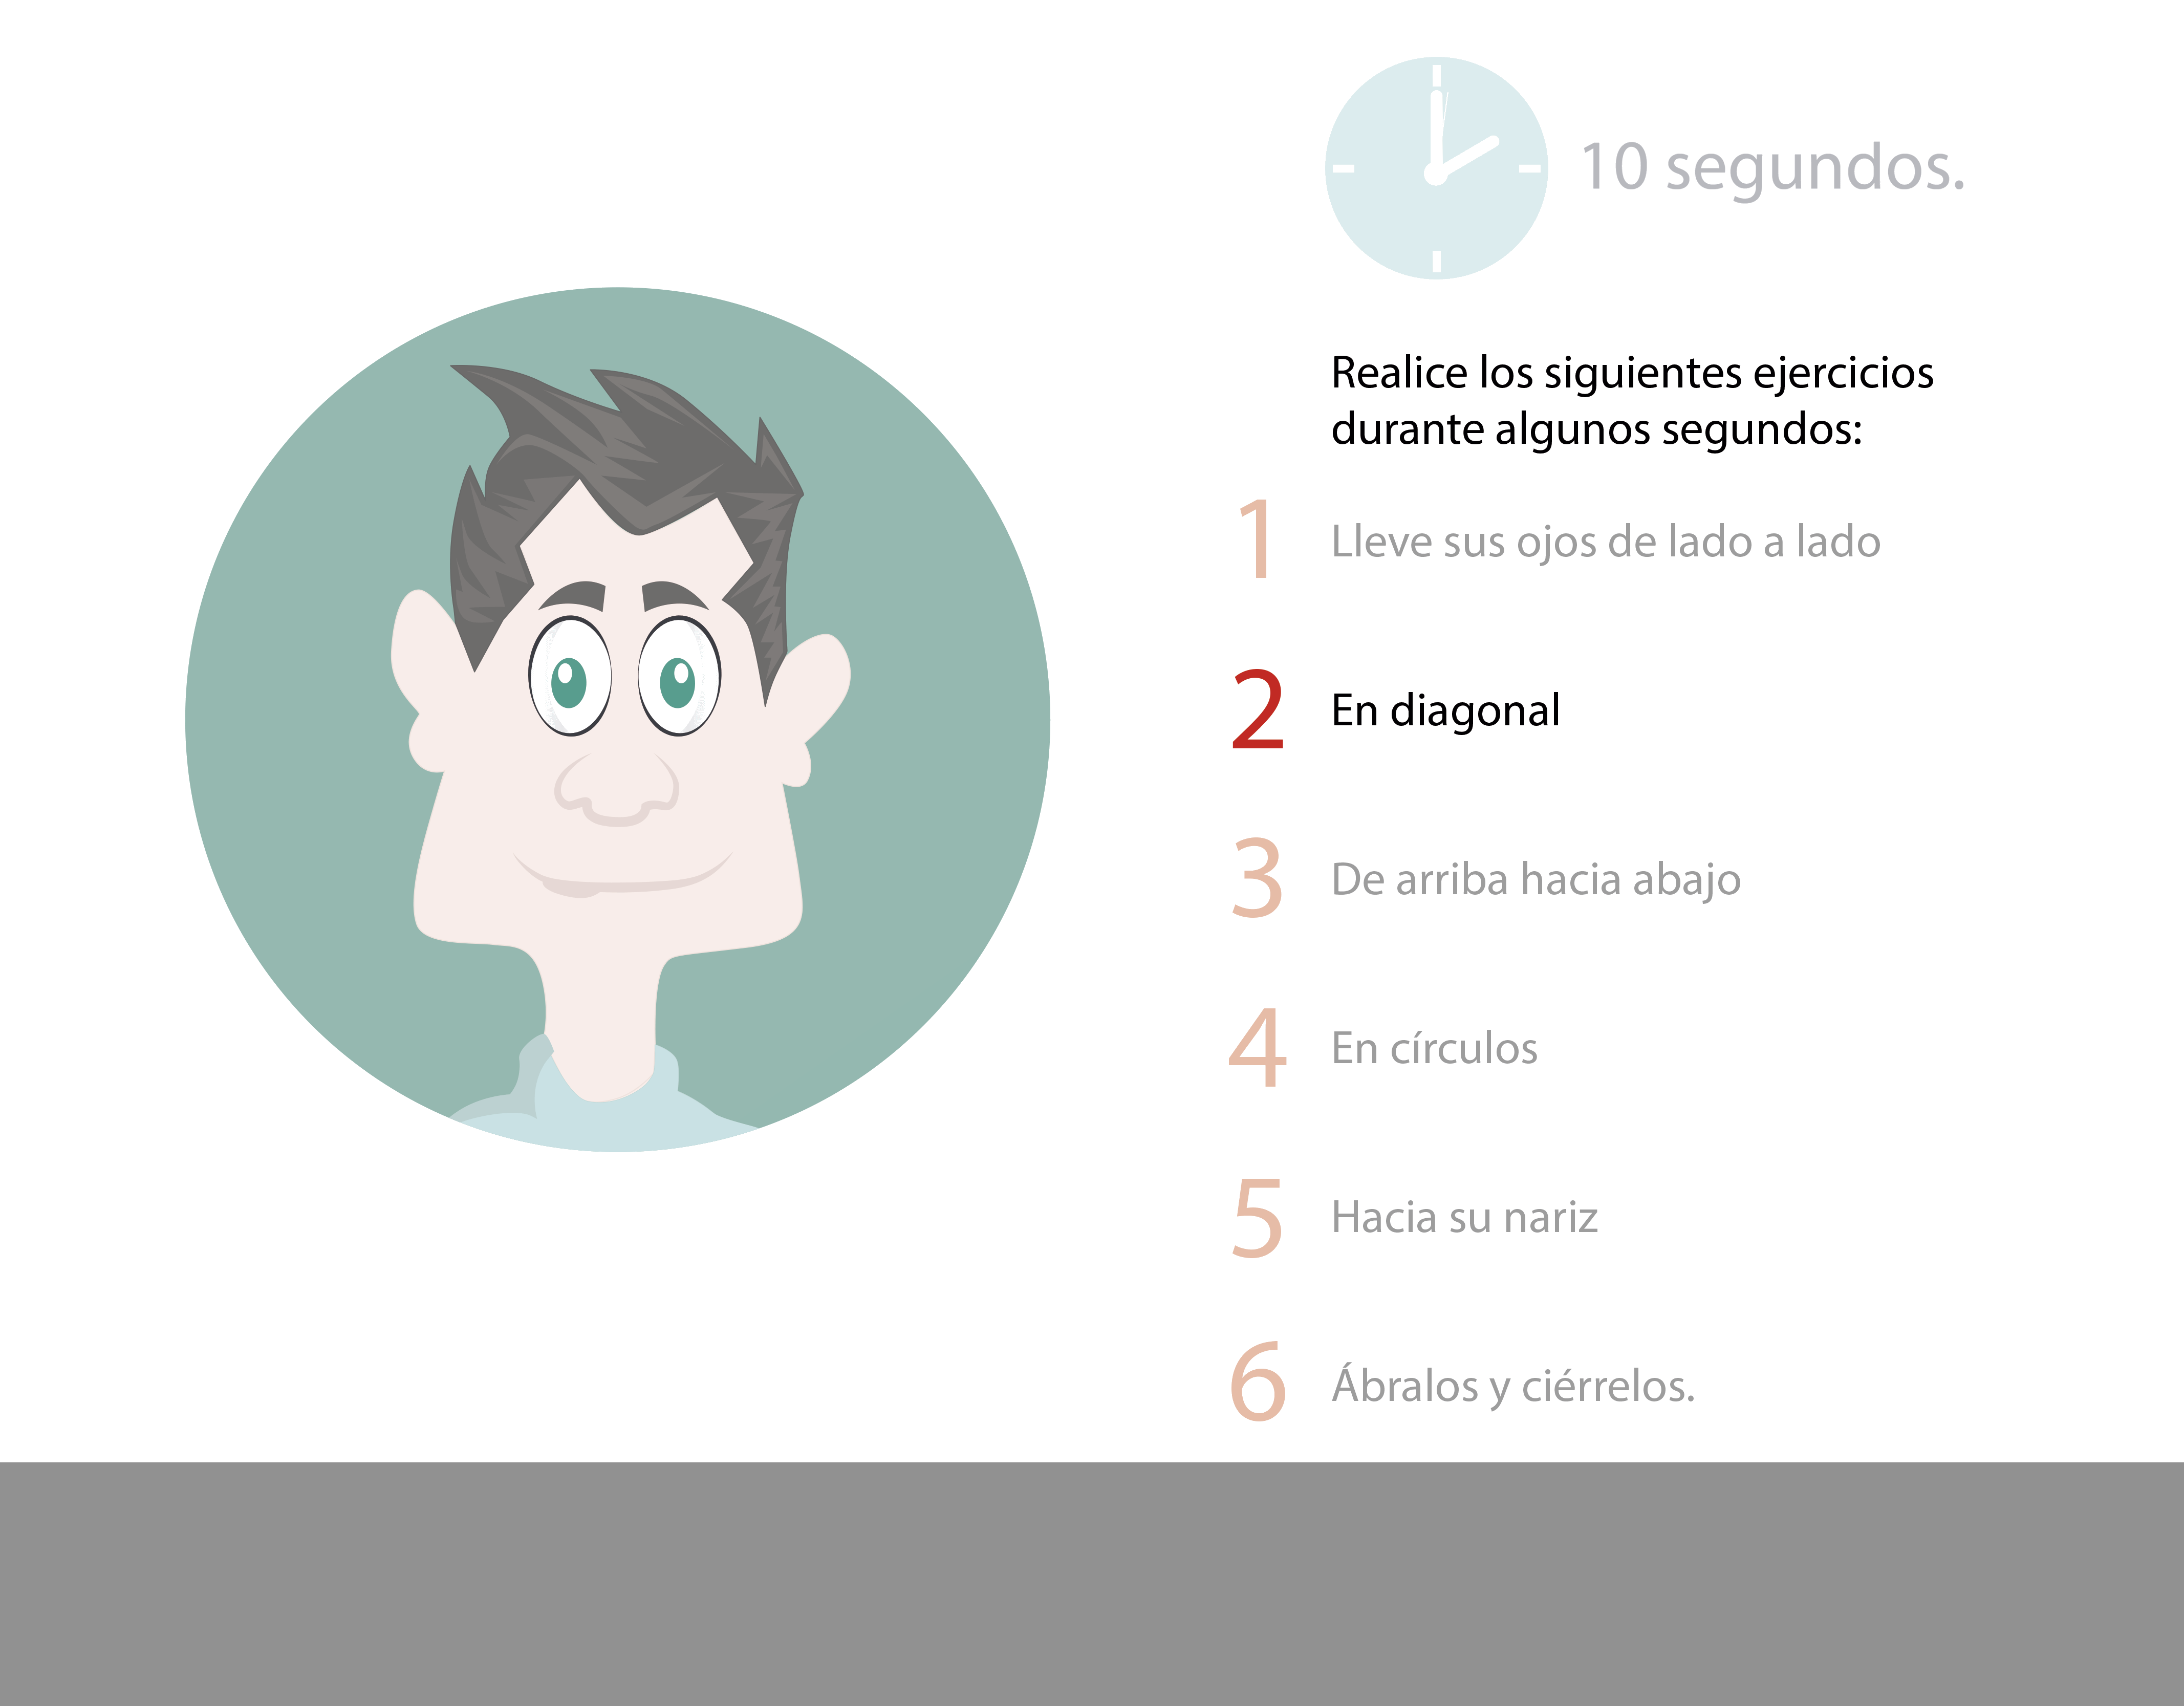 10 segundos.
Realice los siguientes ejercicios
durante algunos segundos:
1 Lleve sus ojos de lado a lado
2 En diagonal
3 De arriba hacia abajo
4 En círculos
5 Hacia su nariz
6 Ábralos y ciérrelos.